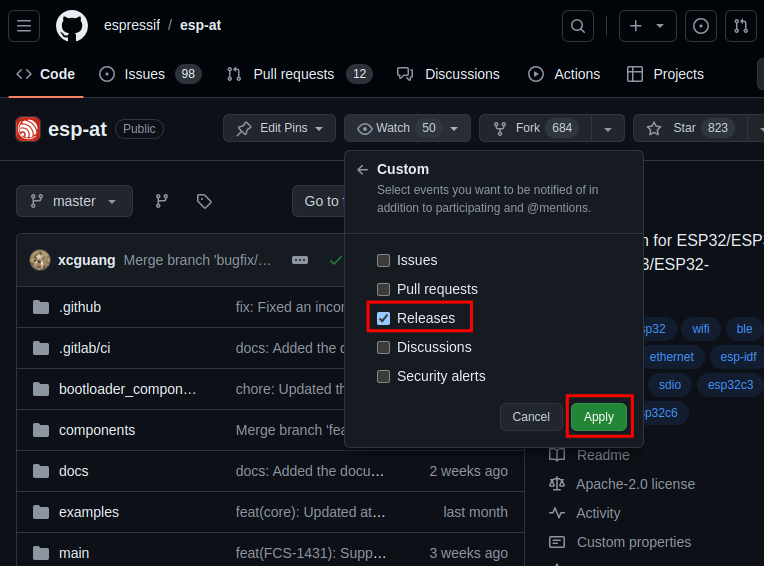 espressif / esp-at
Code Issues 98 Pull requests 12 Discussions Actions Projects
esp-at Public Edit Pins Watch 50 Fork 684 Star 823
Custom
Select events you want to be notified of in
addition to participating and @mentions.
master Go to
n for ESP32/ESP
/ESP32-
xcguang Merge branch 'bugfix/…
Issues
Pull requests
Releases
Discussions
Security alerts
Cancel Apply
wifi ble
ethernet esp-idf
sdio esp32c3
p32c6
.github fix: Fixed an incor
.gitlab/ci docs: Added the
bootloader_compon… chore: Updated th
components Merge branch 'fea
docs docs: Added the docu… 2 weeks ago
examples feat(core): Updated at… last month
main feat(FCS-1431): Supp… 3 weeks ago
Readme
Apache-2.0 license
Activity
Custom properties